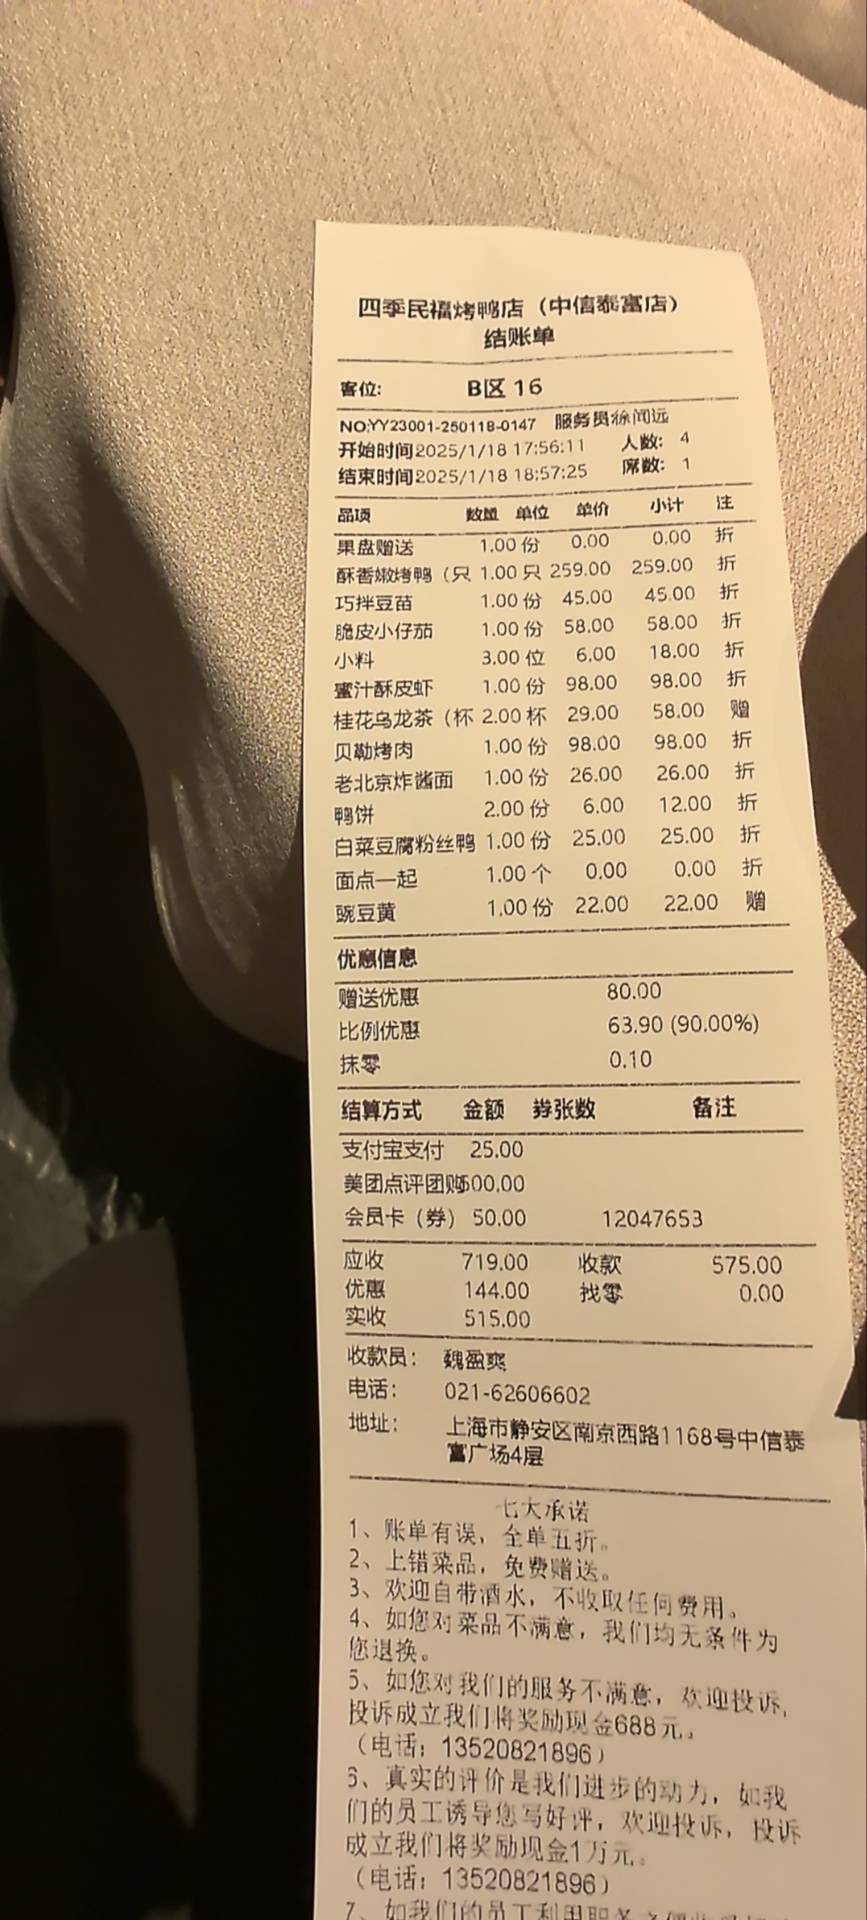 四季民福烤鸭店（中信泰富店）
结账单
客位： B区 16
NO:YY23001-250118-0147 服务员徐闻远
开始时间2025/1/18 17:56:11 人数： 4
结束时间2025/1/18 18:57:25 席数： 1
品项 数量 单位 单价 小计 注
果盘赠送 1.00 份 0.00 0.00 折
酥香嫩烤鸭（只 1.00 只 259.00 259.00 折
巧拌豆苗 1.00 份 45.00 45.00 折
脆皮小仔茄 1.00 份 58.00 58.00 折
小料 3.00 位 6.00 18.00 折
蜜汁酥皮虾 1.00 份 98.00 98.00 折
桂花乌龙茶（杯 2.00 杯 29.00 58.00 赠
贝勒烤肉 1.00 份 98.00 98.00 折
老北京炸酱面 1.00 份 26.00 26.00 折
鸭饼 2.00 份 6.00 12.00 折
白菜豆腐粉丝鸭 1.00 份 25.00 25.00 折
面点一起 1.00 个 0.00 0.00 折
豌豆黄 1.00 份 22.00 22.00 赠
优惠信息
赠送优惠 80.00
比例优惠 63.90 (90.00%)
抹零 0.10
结算方式 金额 券张数 备注
支付宝支付 25.00
美团点评团购500.00
会员卡（券） 50.00 12047653
应收 719.00 收款 575.00
优惠 144.00 找零 0.00
实收 515.00
收款员： 魏盈爽
电话： 021-62606602
地址： 上海市静安区南京西路1168号中信泰
富广场4层
七大承诺
1、账单有误，全单五折。
2、上错菜品，免费赠送。
3、欢迎自带酒水，不收取任何费用。
4、如您对菜品不满意，我们均无条件为
您退换。
5、如您对我们的服务不满意，欢迎投诉，
投诉成立我们将奖励现金688元。
（电话：13520821896）
6、真实的评价是我们进步的动力，如我
们的员工诱导您写好评，欢迎投诉，投诉
成立我们将奖励现金1万元。
（电话：13520821896）
7、如我们的员工利用职务之便